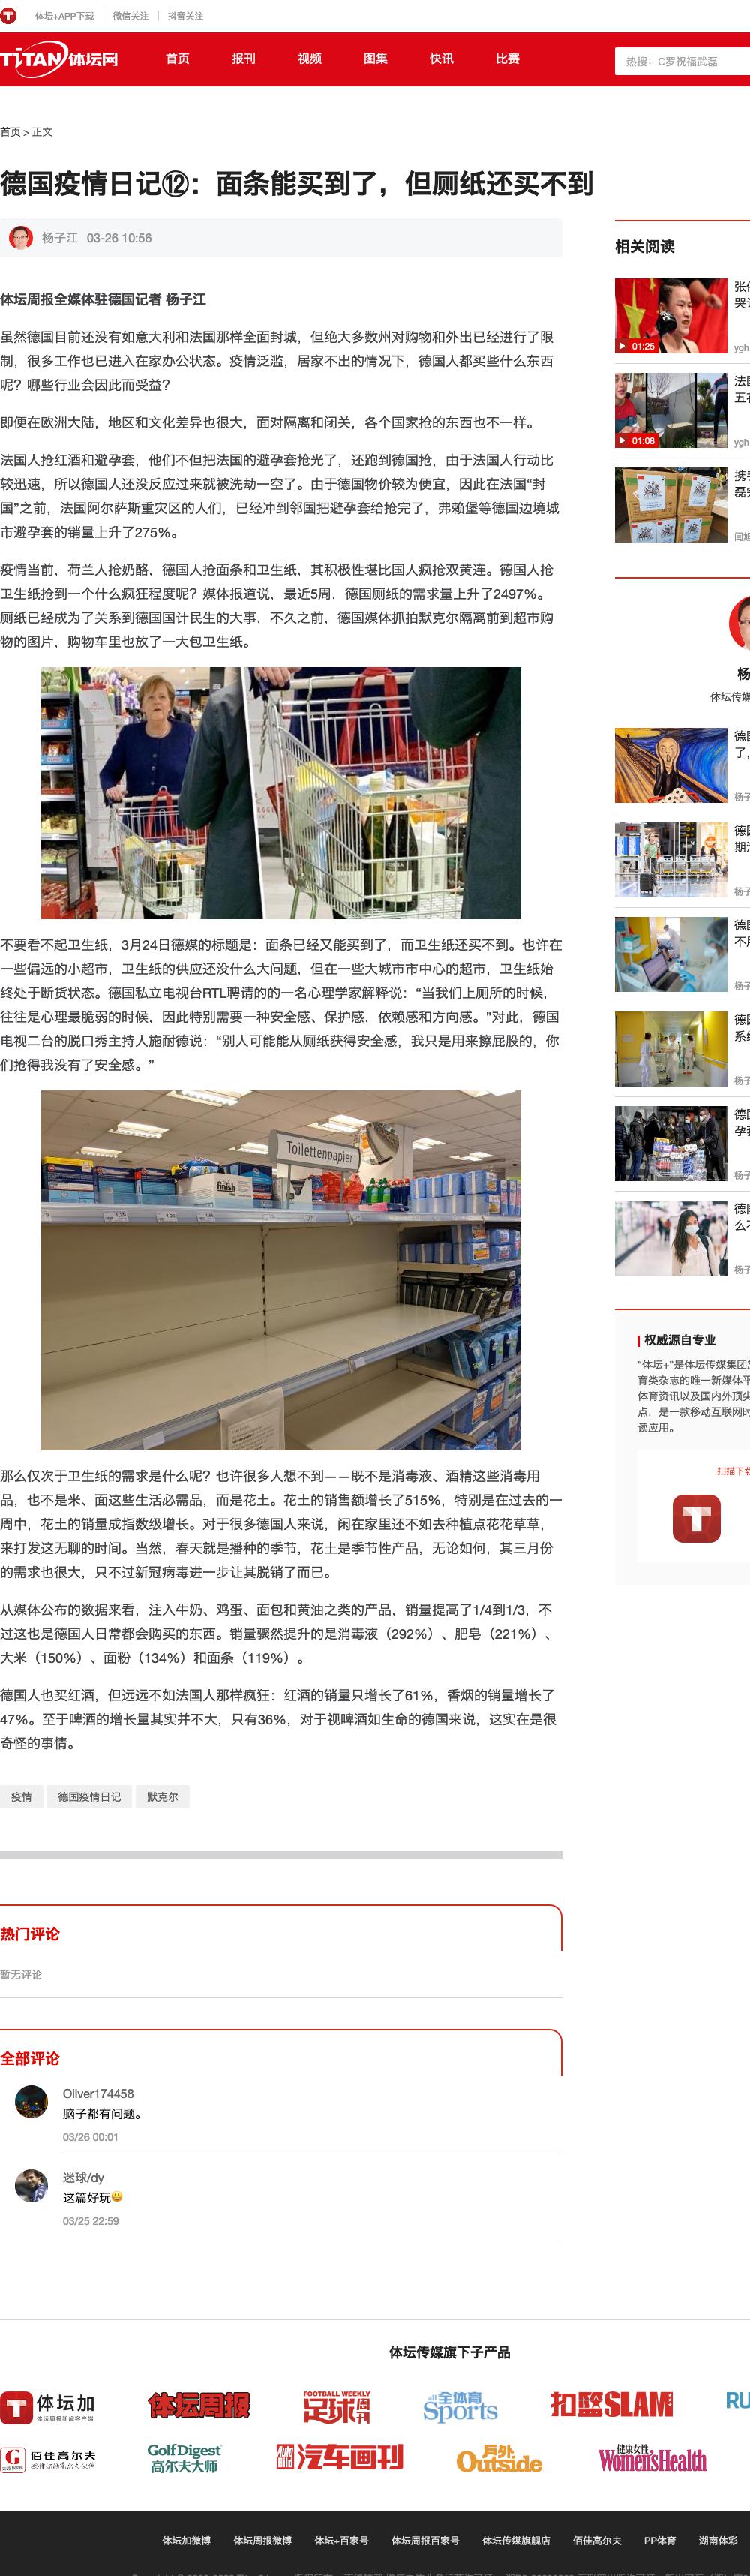 体坛+APP下载 微信关注 抖音关注
TiTAN体坛网
首页 报刊 视频 图集 快讯 比赛
热搜：C罗祝福武磊
首页 > 正文
德国疫情日记⑫：面条能买到了，但厕纸还买不到
杨子江 03-26 10:56
体坛周报全媒体驻德国记者 杨子江
虽然德国目前还没有如意大利和法国那样全面封城，但绝大多数州对购物和外出已经进行了限
制，很多工作也已进入在家办公状态。疫情泛滥，居家不出的情况下，德国人都买些什么东西
呢？哪些行业会因此而受益？
即便在欧洲大陆，地区和文化差异也很大，面对隔离和闭关，各个国家抢的东西也不一样。
法国人抢红酒和避孕套，他们不但把法国的避孕套抢光了，还跑到德国抢，由于法国人行动比
较迅速，所以德国人还没反应过来就被洗劫一空了。由于德国物价较为便宜，因此在法国“封
国”之前，法国阿尔萨斯重灾区的人们，已经冲到邻国把避孕套给抢完了，弗赖堡等德国边境城
市避孕套的销量上升了275%。
疫情当前，荷兰人抢奶酪，德国人抢面条和卫生纸，其积极性堪比国人疯抢双黄连。德国人抢
卫生纸抢到一个什么疯狂程度呢？媒体报道说，最近5周，德国厕纸的需求量上升了2497%。
厕纸已经成为了关系到德国国计民生的大事，不久之前，德国媒体抓拍默克尔隔离前到超市购
物的图片，购物车里也放了一大包卫生纸。
不要看不起卫生纸，3月24日德媒的标题是：面条已经又能买到了，而卫生纸还买不到。也许在
一些偏远的小超市，卫生纸的供应还没什么大问题，但在一些大城市市中心的超市，卫生纸始
终处于断货状态。德国私立电视台RTL聘请的的一名心理学家解释说：“当我们上厕所的时候，
往往是心理最脆弱的时候，因此特别需要一种安全感、保护感，依赖感和方向感。”对此，德国
电视二台的脱口秀主持人施耐德说：“别人可能能从厕纸获得安全感，我只是用来擦屁股的，你
们抢得我没有了安全感。”
Toilettenpapier
finish
那么仅次于卫生纸的需求是什么呢？也许很多人想不到——既不是消毒液、酒精这些消毒用
品，也不是米、面这些生活必需品，而是花土。花土的销售额增长了515%，特别是在过去的一
周中，花土的销量成指数级增长。对于很多德国人来说，闲在家里还不如去种植点花花草草，
来打发这无聊的时间。当然，春天就是播种的季节，花土是季节性产品，无论如何，其三月份
的需求也很大，只不过新冠病毒进一步让其脱销了而已。
从媒体公布的数据来看，注入牛奶、鸡蛋、面包和黄油之类的产品，销量提高了1/4到1/3，不
过这也是德国人日常都会购买的东西。销量骤然提升的是消毒液（292%）、肥皂（221%）、
大米（150%）、面粉（134%）和面条（119%）。
德国人也买红酒，但远远不如法国人那样疯狂：红酒的销量只增长了61%，香烟的销量增长了
47%。至于啤酒的增长量其实并不大，只有36%，对于视啤酒如生命的德国来说，这实在是很
奇怪的事情。
疫情 德国疫情日记 默克尔
热门评论
暂无评论
全部评论
Oliver174458
脑子都有问题。
03/26 00:01
迷球/dy
这篇好玩😃
03/25 22:59
相关阅读
01:25
ygh
法国
五在
01:08
ygh
携手
磊完
杨
体坛传媒
德国
了，
杨子
德国
期漂
杨子
德国
不用
杨子
德国
系统
杨子
德国
孕套
杨子
德国
么不
杨子
权威源自专业
“体坛+”是体坛传媒集团旗
育类杂志的唯一新媒体平
体育资讯以及国内外顶尖
点，是一款移动互联网时
读应用。
扫描下载
体坛传媒旗下子产品
体坛加 体坛周报新闻客户端
体坛周报
FOOTBALL WEEKLY 足球周刊
全体育 Sports
扣篮SLAM
RU
佰佳高尔夫
GolfDigest 高尔夫大师
汽车画刊
户外 Outside
健康女性 Women'sHealth
体坛加微博 体坛周报微博 体坛+百家号 体坛周报百家号 体坛传媒旗舰店 佰佳高尔夫 PP体育 湖南体彩